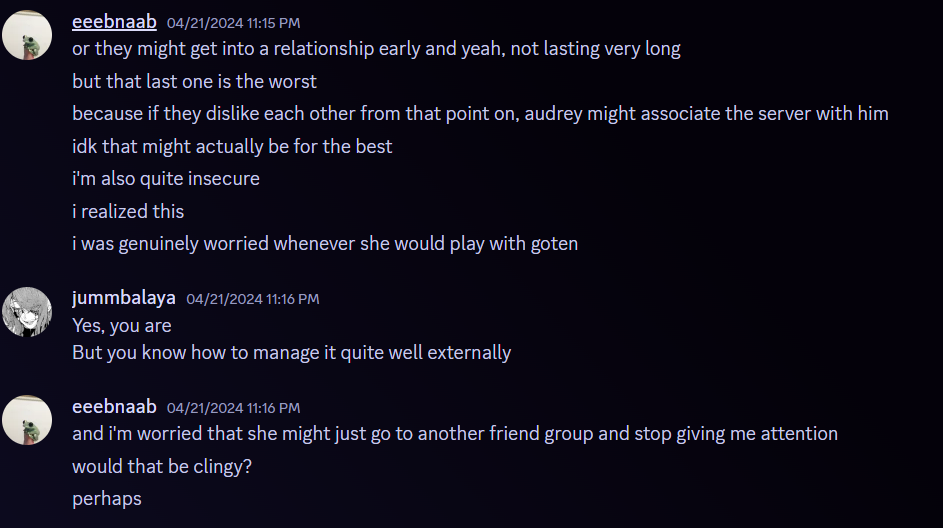 eeebnaab 04/21/2024 11:15 PM
or they might get into a relationship early and yeah, not lasting very long
but that last one is the worst
because if they dislike each other from that point on, audrey might associate the server with him
idk that might actually be for the best
i'm also quite insecure
i realized this
i was genuinely worried whenever she would play with goten
jummbalaya 04/21/2024 11:16 PM
Yes, you are
But you know how to manage it quite well externally
eeebnaab 04/21/2024 11:16 PM
and i'm worried that she might just go to another friend group and stop giving me attention
would that be clingy?
perhaps